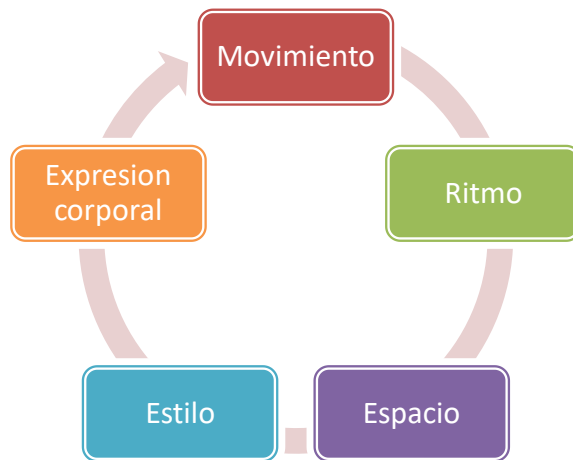 Movimiento
Ritmo
Espacio
Estilo
Expresion
corporal